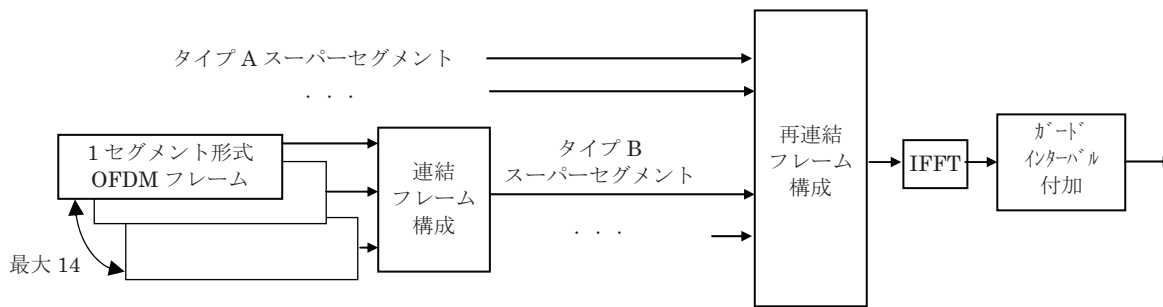 タイプ A スーパーセグメント
. . .
1 セグメント形式
OFDM フレーム
最大 14
連結
フレーム
構成
タイプ B
スーパーセグメント
. . .
再連結
フレーム
構成
IFFT
ｶﾞｰﾄﾞ
ｲﾝﾀｰﾊﾞﾙ
付加